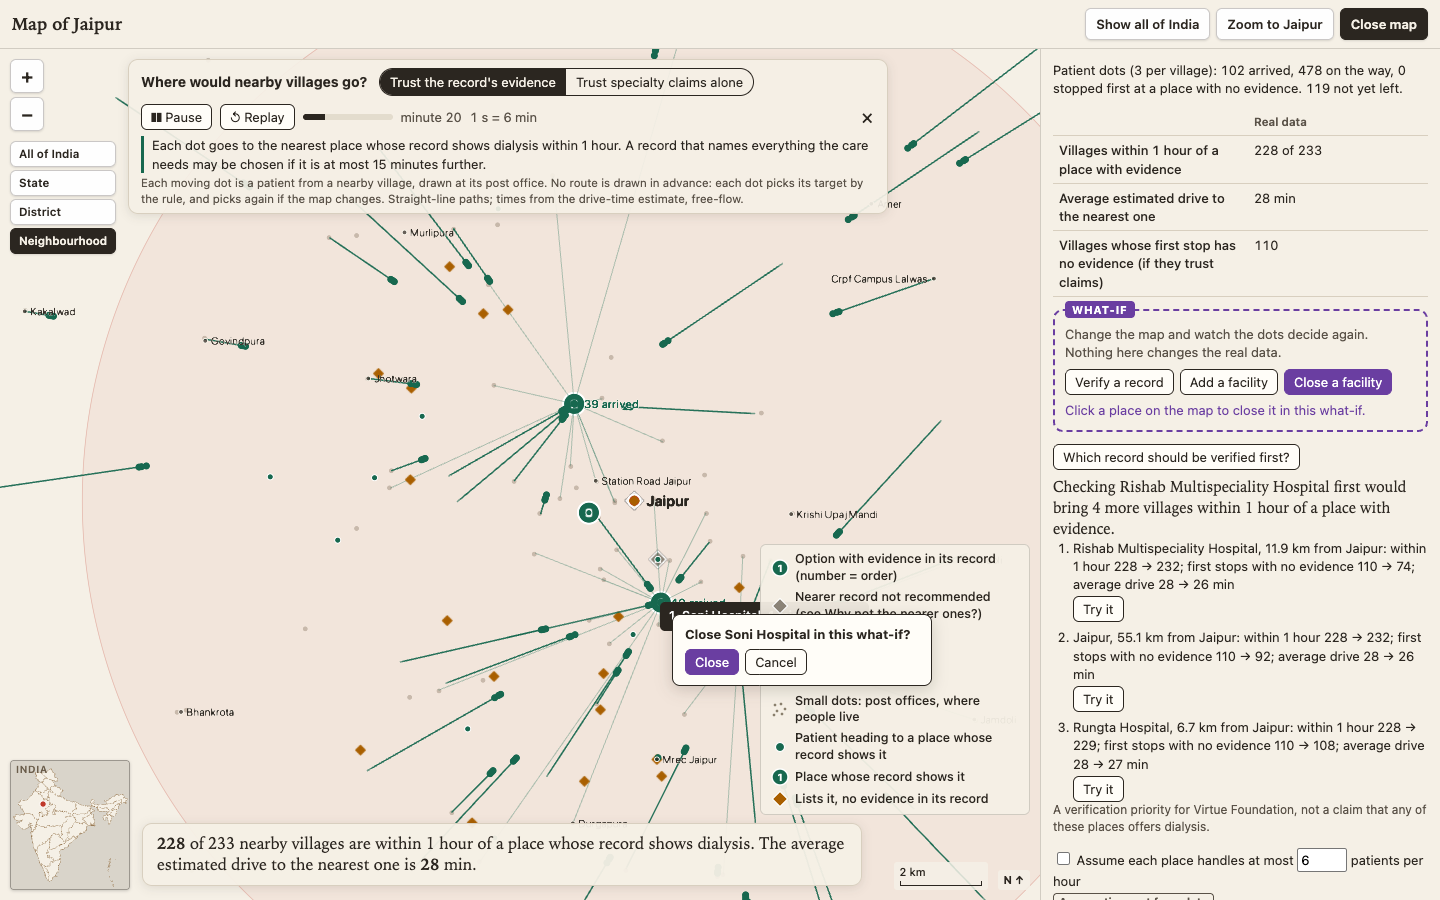 Map of Jaipur
Show all of India
Zoom to Jaipur
Close map
+
−
All of India
State
District
Neighbourhood
Where would nearby villages go?
Trust the record's evidence
Trust specialty claims alone
Pause
Replay
minute 20
1 s = 6 min
×
Each dot goes to the nearest place whose record shows dialysis within 1 hour. A record that names everything the care
needs may be chosen if it is at most 15 minutes further.
Each moving dot is a patient from a nearby village, drawn at its post office. No route is drawn in advance: each dot picks its target by
the rule, and picks again if the map changes. Straight-line paths; times from the drive-time estimate, free-flow.
Murlipura
Crpf Campus Lalwas
Kakalwad
Govindpura
Jhotwara
39 arrived
Station Road Jaipur
Jaipur
Krishi Upaj Mandi
1. Soni Hospital
Close Soni Hospital in this what-if?
Close
Cancel
Option with evidence in its record
(number = order)
Nearer record not recommended
(see Why not the nearer ones?)
Small dots: post offices, where
people live
Patient heading to a place whose
record shows it
1
Place whose record shows it
Lists it, no evidence in its record
Bhankrota
Mrec Jaipur
INDIA
228 of 233 nearby villages are within 1 hour of a place whose record shows dialysis. The average
estimated drive to the nearest one is 28 min.
2 km
N ↑
Patient dots (3 per village): 102 arrived, 478 on the way, 0
stopped first at a place with no evidence. 119 not yet left.
Real data
Villages within 1 hour of a
place with evidence
228 of 233
Average estimated drive to
the nearest one
28 min
Villages whose first stop has
no evidence (if they trust
claims)
110
WHAT-IF
Change the map and watch the dots decide again.
Nothing here changes the real data.
Verify a record
Add a facility
Close a facility
Click a place on the map to close it in this what-if.
Which record should be verified first?
Checking Rishab Multispeciality Hospital first would
bring 4 more villages within 1 hour of a place with
evidence.
1. Rishab Multispeciality Hospital, 11.9 km from Jaipur: within
1 hour 228 → 232; first stops with no evidence 110 → 74;
average drive 28 → 26 min
Try it
2. Jaipur, 55.1 km from Jaipur: within 1 hour 228 → 232; first
stops with no evidence 110 → 92; average drive 28 → 26
min
Try it
3. Rungta Hospital, 6.7 km from Jaipur: within 1 hour 228 →
229; first stops with no evidence 110 → 108; average drive
28 → 27 min
Try it
A verification priority for Virtue Foundation, not a claim that any of
these places offers dialysis.
Assume each place handles at most 6 patients per
hour